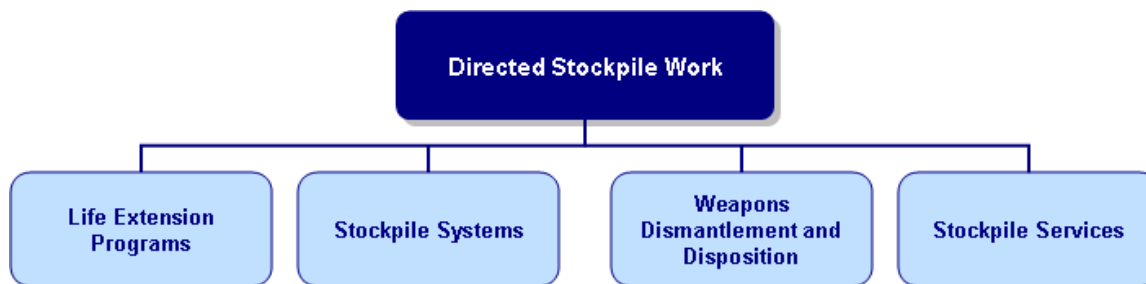 Directed Stockpile Work
Life Extension
Programs
Stockpile Systems
Weapons
Dismantlement and
Disposition
Stockpile Services